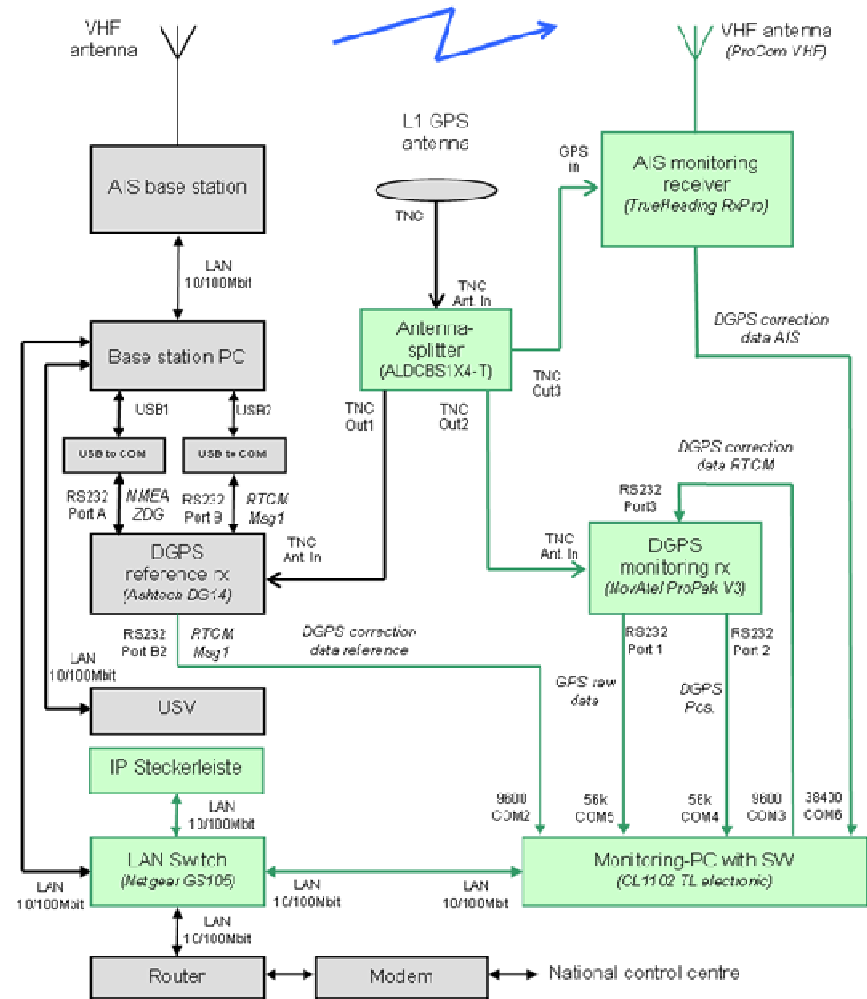 VHF
antenna
VHF antenna
(ProCom VHF)
L1 GPS
antenna
GPS
in
AIS base station
AIS monitoring
receiver
(TrueHeading RxPro)
TNC
LAN
10/100Mbit
TNC
Ant. In
DGPS correction
data AIS
Base station PC
Antenna-
splitter
(ALDCBS1X4-T)
TNC
Out3
USB1
USB2
TNC
Out1
TNC
Out2
USB to COM
USB to COM
DGPS correction
data RTCM
RS232
Port A
NMEA
ZDG
RS232
Port B
RTCM
Msg1
RS232
Port3
DGPS
reference rx
(Ashtech DG14)
TNC
Ant. In
TNC
Ant. In
DGPS
monitoring rx
(NovAtel ProPak V3)
RS232
Port B2
RTCM
Msg1
DGPS correction
data reference
RS232
Port 1
RS232
Port 2
LAN
10/100Mbit
GPS raw
data
DGPS
Pos.
USV
IP Steckerleiste
LAN
10/100Mbit
9600
COM2
56k
COM5
56k
COM4
9600
COM3
38400
COM6
LAN Switch
(Netgear GS105)
Monitoring-PC with SW
(CL1102 TL electronic)
LAN
10/100Mbit
LAN
10/100Mbit
LAN
10/100Mbit
LAN
10/100Mbit
Router
Modem
National control centre